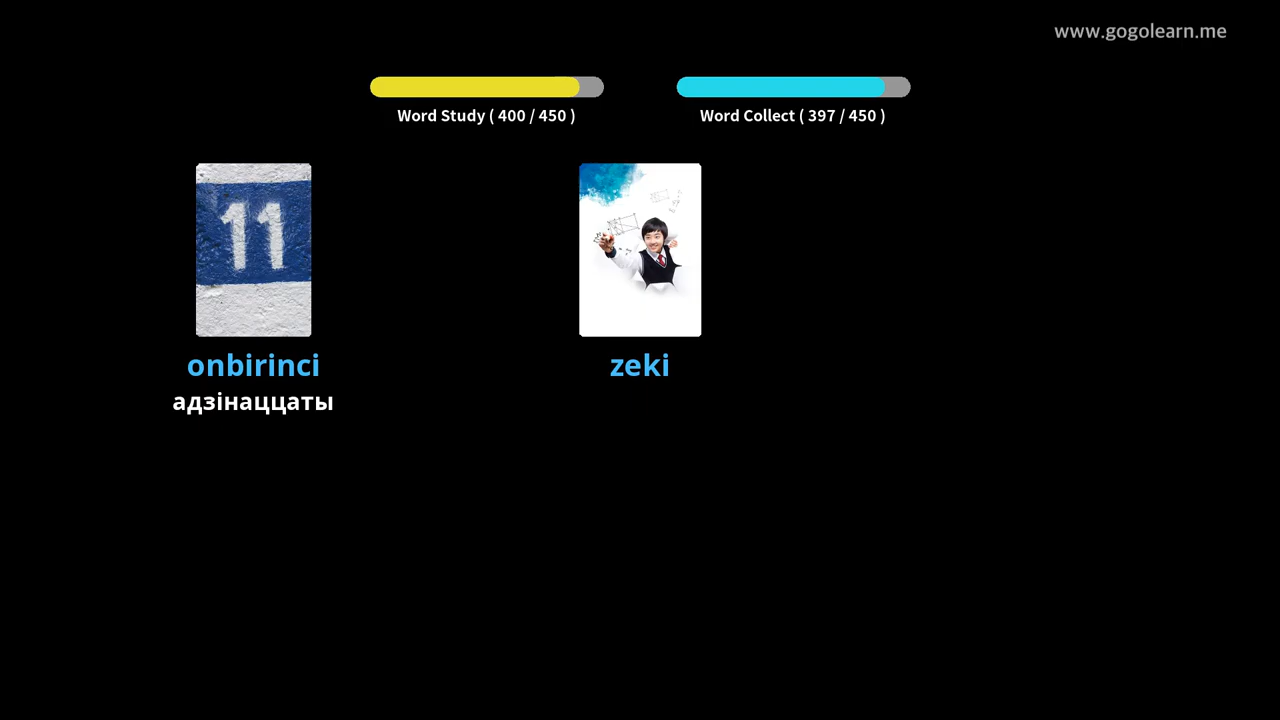 www.gogolearn.me
Word Study ( 400 / 450 )
Word Collect ( 397 / 450 )
11
onbirinci
zeki
адзінаццаты